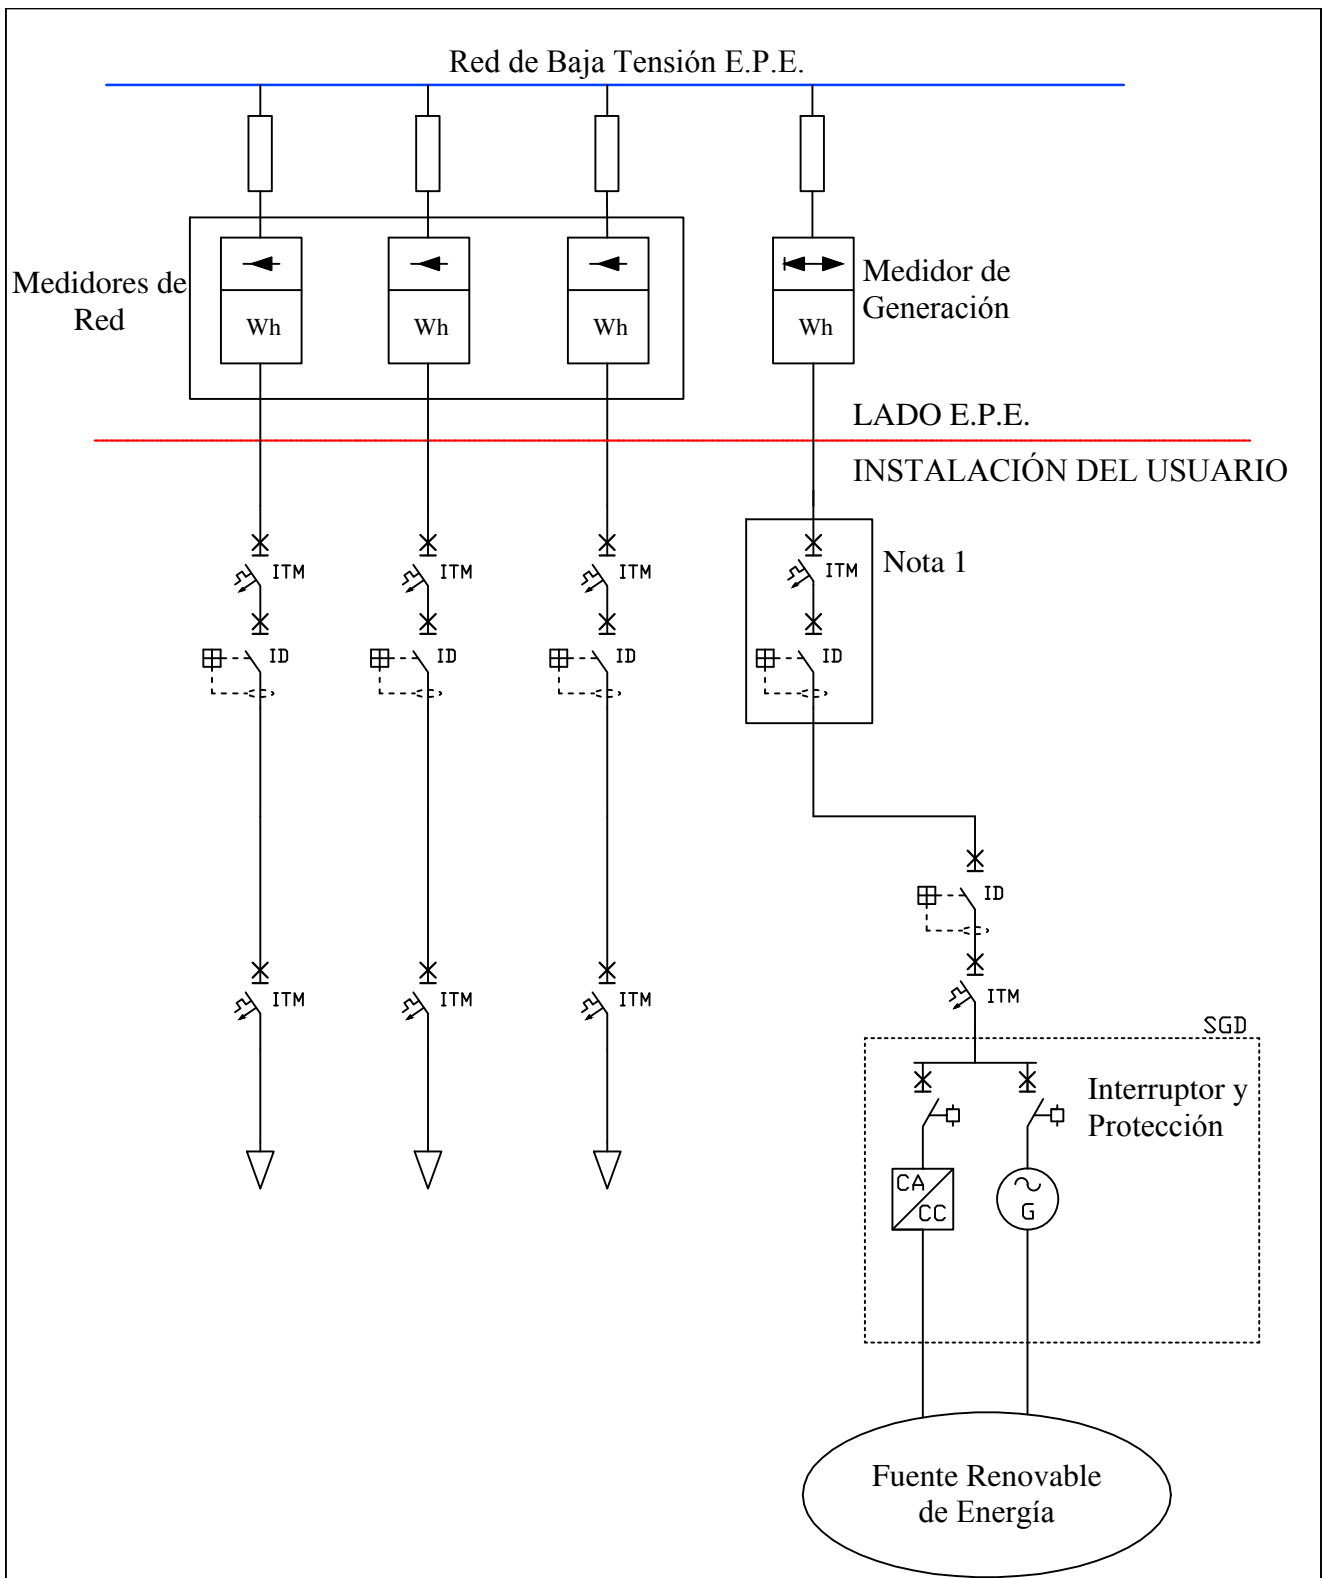 Red de Baja Tensión E.P.E.
Medidores de
Red
Wh
Wh
Wh
Wh
Medidor de
Generación
LADO E.P.E.
INSTALACIÓN DEL USUARIO
ITM
ITM
ITM
ITM
Nota 1
ID
ID
ID
ID
ID
ITM
ITM
ITM
ITM
SGD
Interruptor y
Protección
CA
CC
G
Fuente Renovable
de Energía